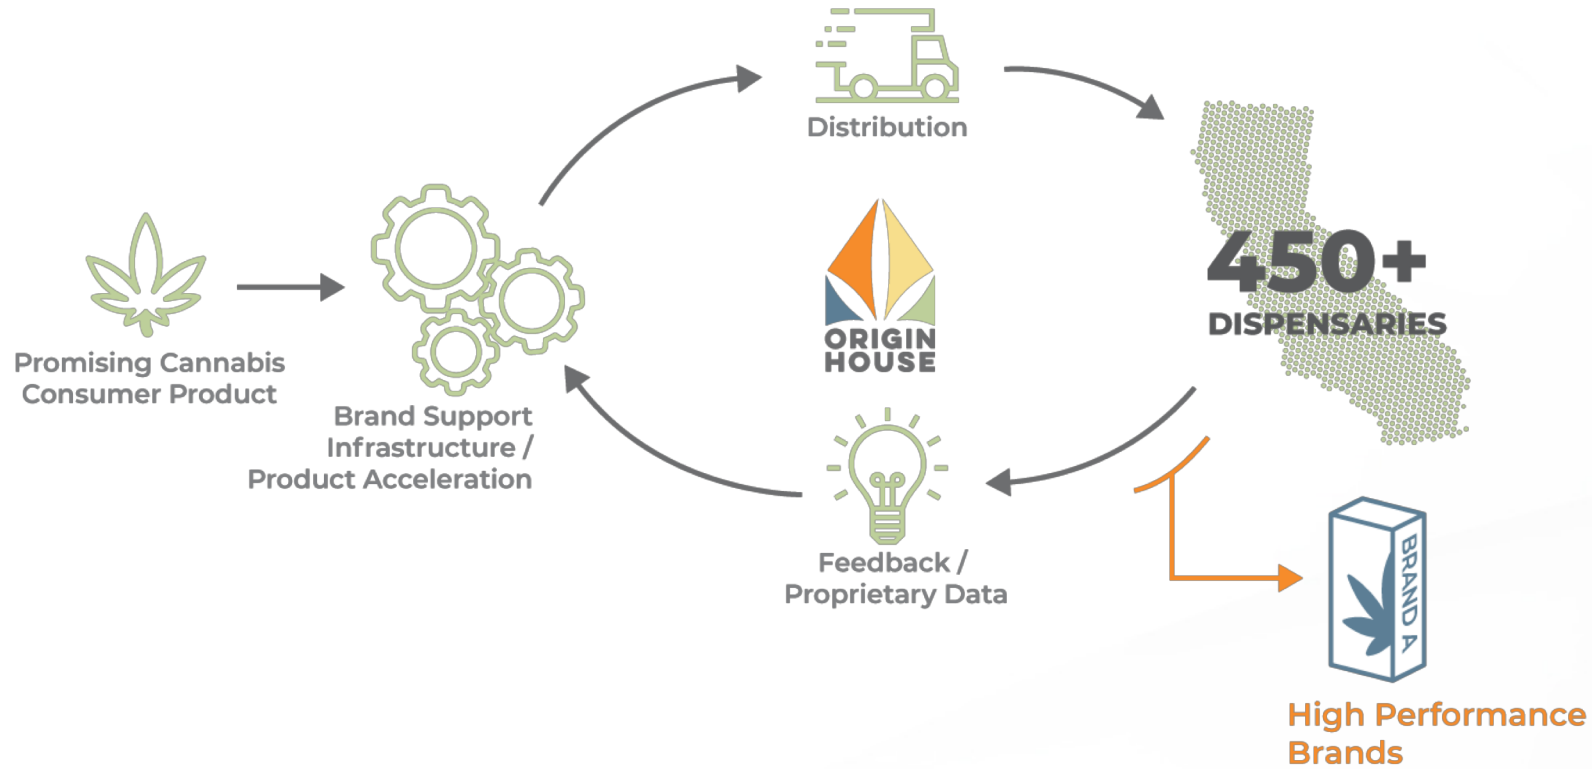 Distribution
450+
DISPENSARIES
ORIGIN
HOUSE
Promising Cannabis
Consumer Product
Brand Support
Infrastructure /
Product Acceleration
Feedback /
Proprietary Data
BRAND A
High Performance
Brands